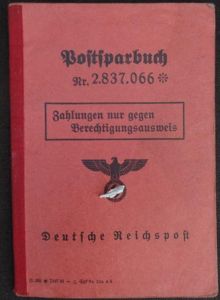 Postsparbuch
Nr. 2.837.066 ※
Zahlungen nur gegen
Berechtigungsausweis
Deutsche Reichspost